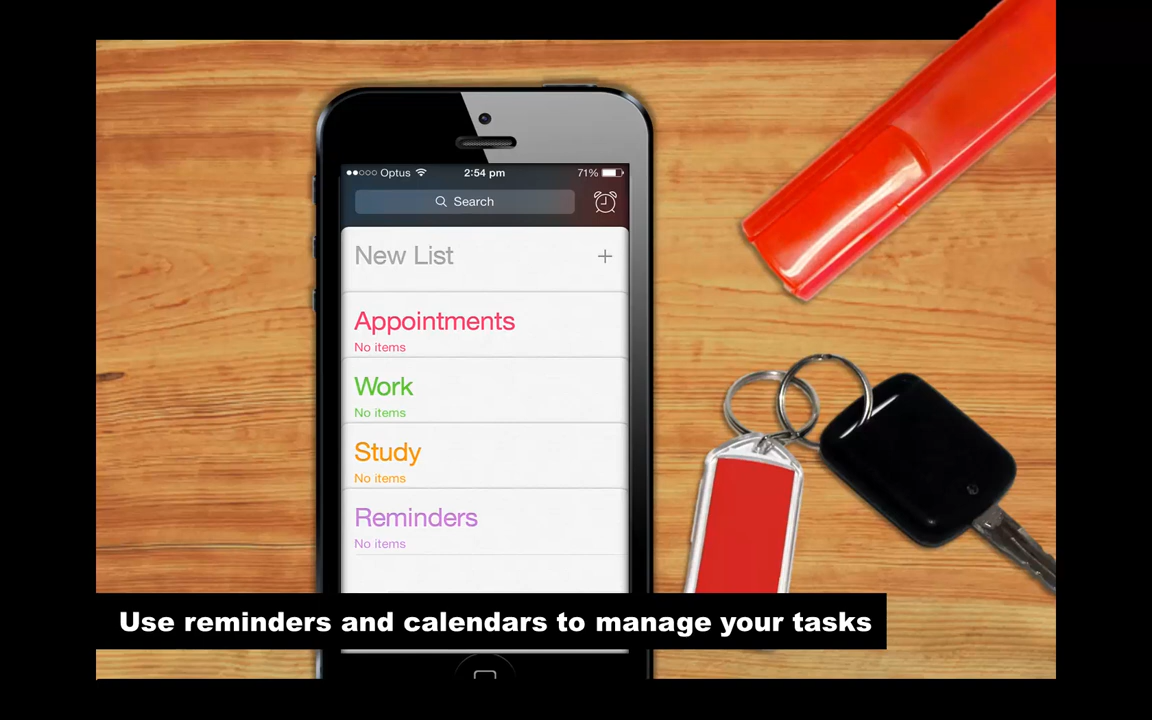 Optus 2:54 pm 71%
Search
New List
Appointments
No items
Work
No items
Study
No items
Reminders
No items
Use reminders and calendars to manage your tasks